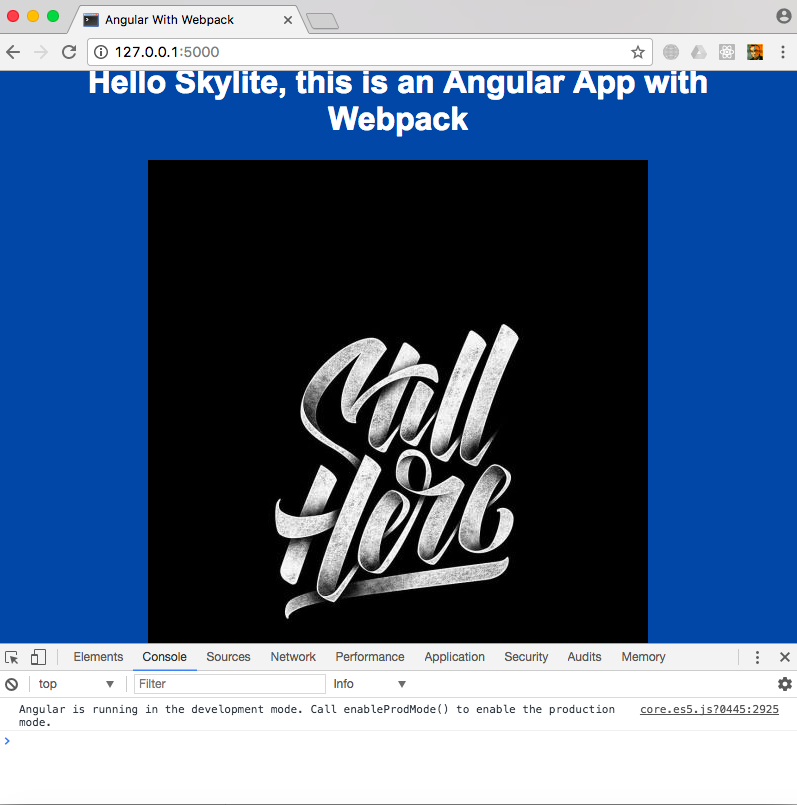 Angular With Webpack
127.0.0.1:5000
Hello Skylite, this is an Angular App with
Webpack
Still
Here
Elements Console Sources Network Performance Application Security Audits Memory
top Filter Info
Angular is running in the development mode. Call enableProdMode() to enable the production core.es5.js?0445:2925
mode.